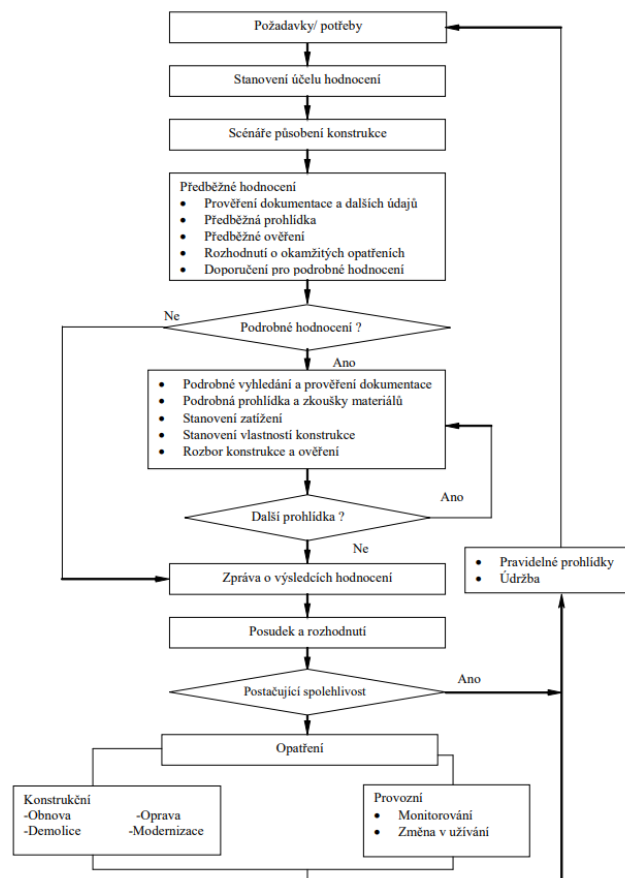 Požadavky/ potřeby
Stanovení účelu hodnocení
Scénáře působení konstrukce
Předběžné hodnocení
• Prověření dokumentace a dalších údajů
• Předběžná prohlídka
• Předběžné ověření
• Rozhodnutí o okamžitých opatřeních
• Doporučení pro podrobné hodnocení
Ne
Podrobné hodnocení ?
Ano
• Podrobné vyhledání a prověření dokumentace
• Podrobná prohlídka a zkoušky materiálů
• Stanovení zatížení
• Stanovení vlastností konstrukce
• Rozbor konstrukce a ověření
Ano
Další prohlídka ?
Ne
• Pravidelné prohlídky
• Údržba
Zpráva o výsledcích hodnocení
Posudek a rozhodnutí
Ano
Postačující spolehlivost
Opatření
Konstrukční
-Obnova -Oprava
-Demolice -Modernizace
Provozní
• Monitorování
• Změna v užívání